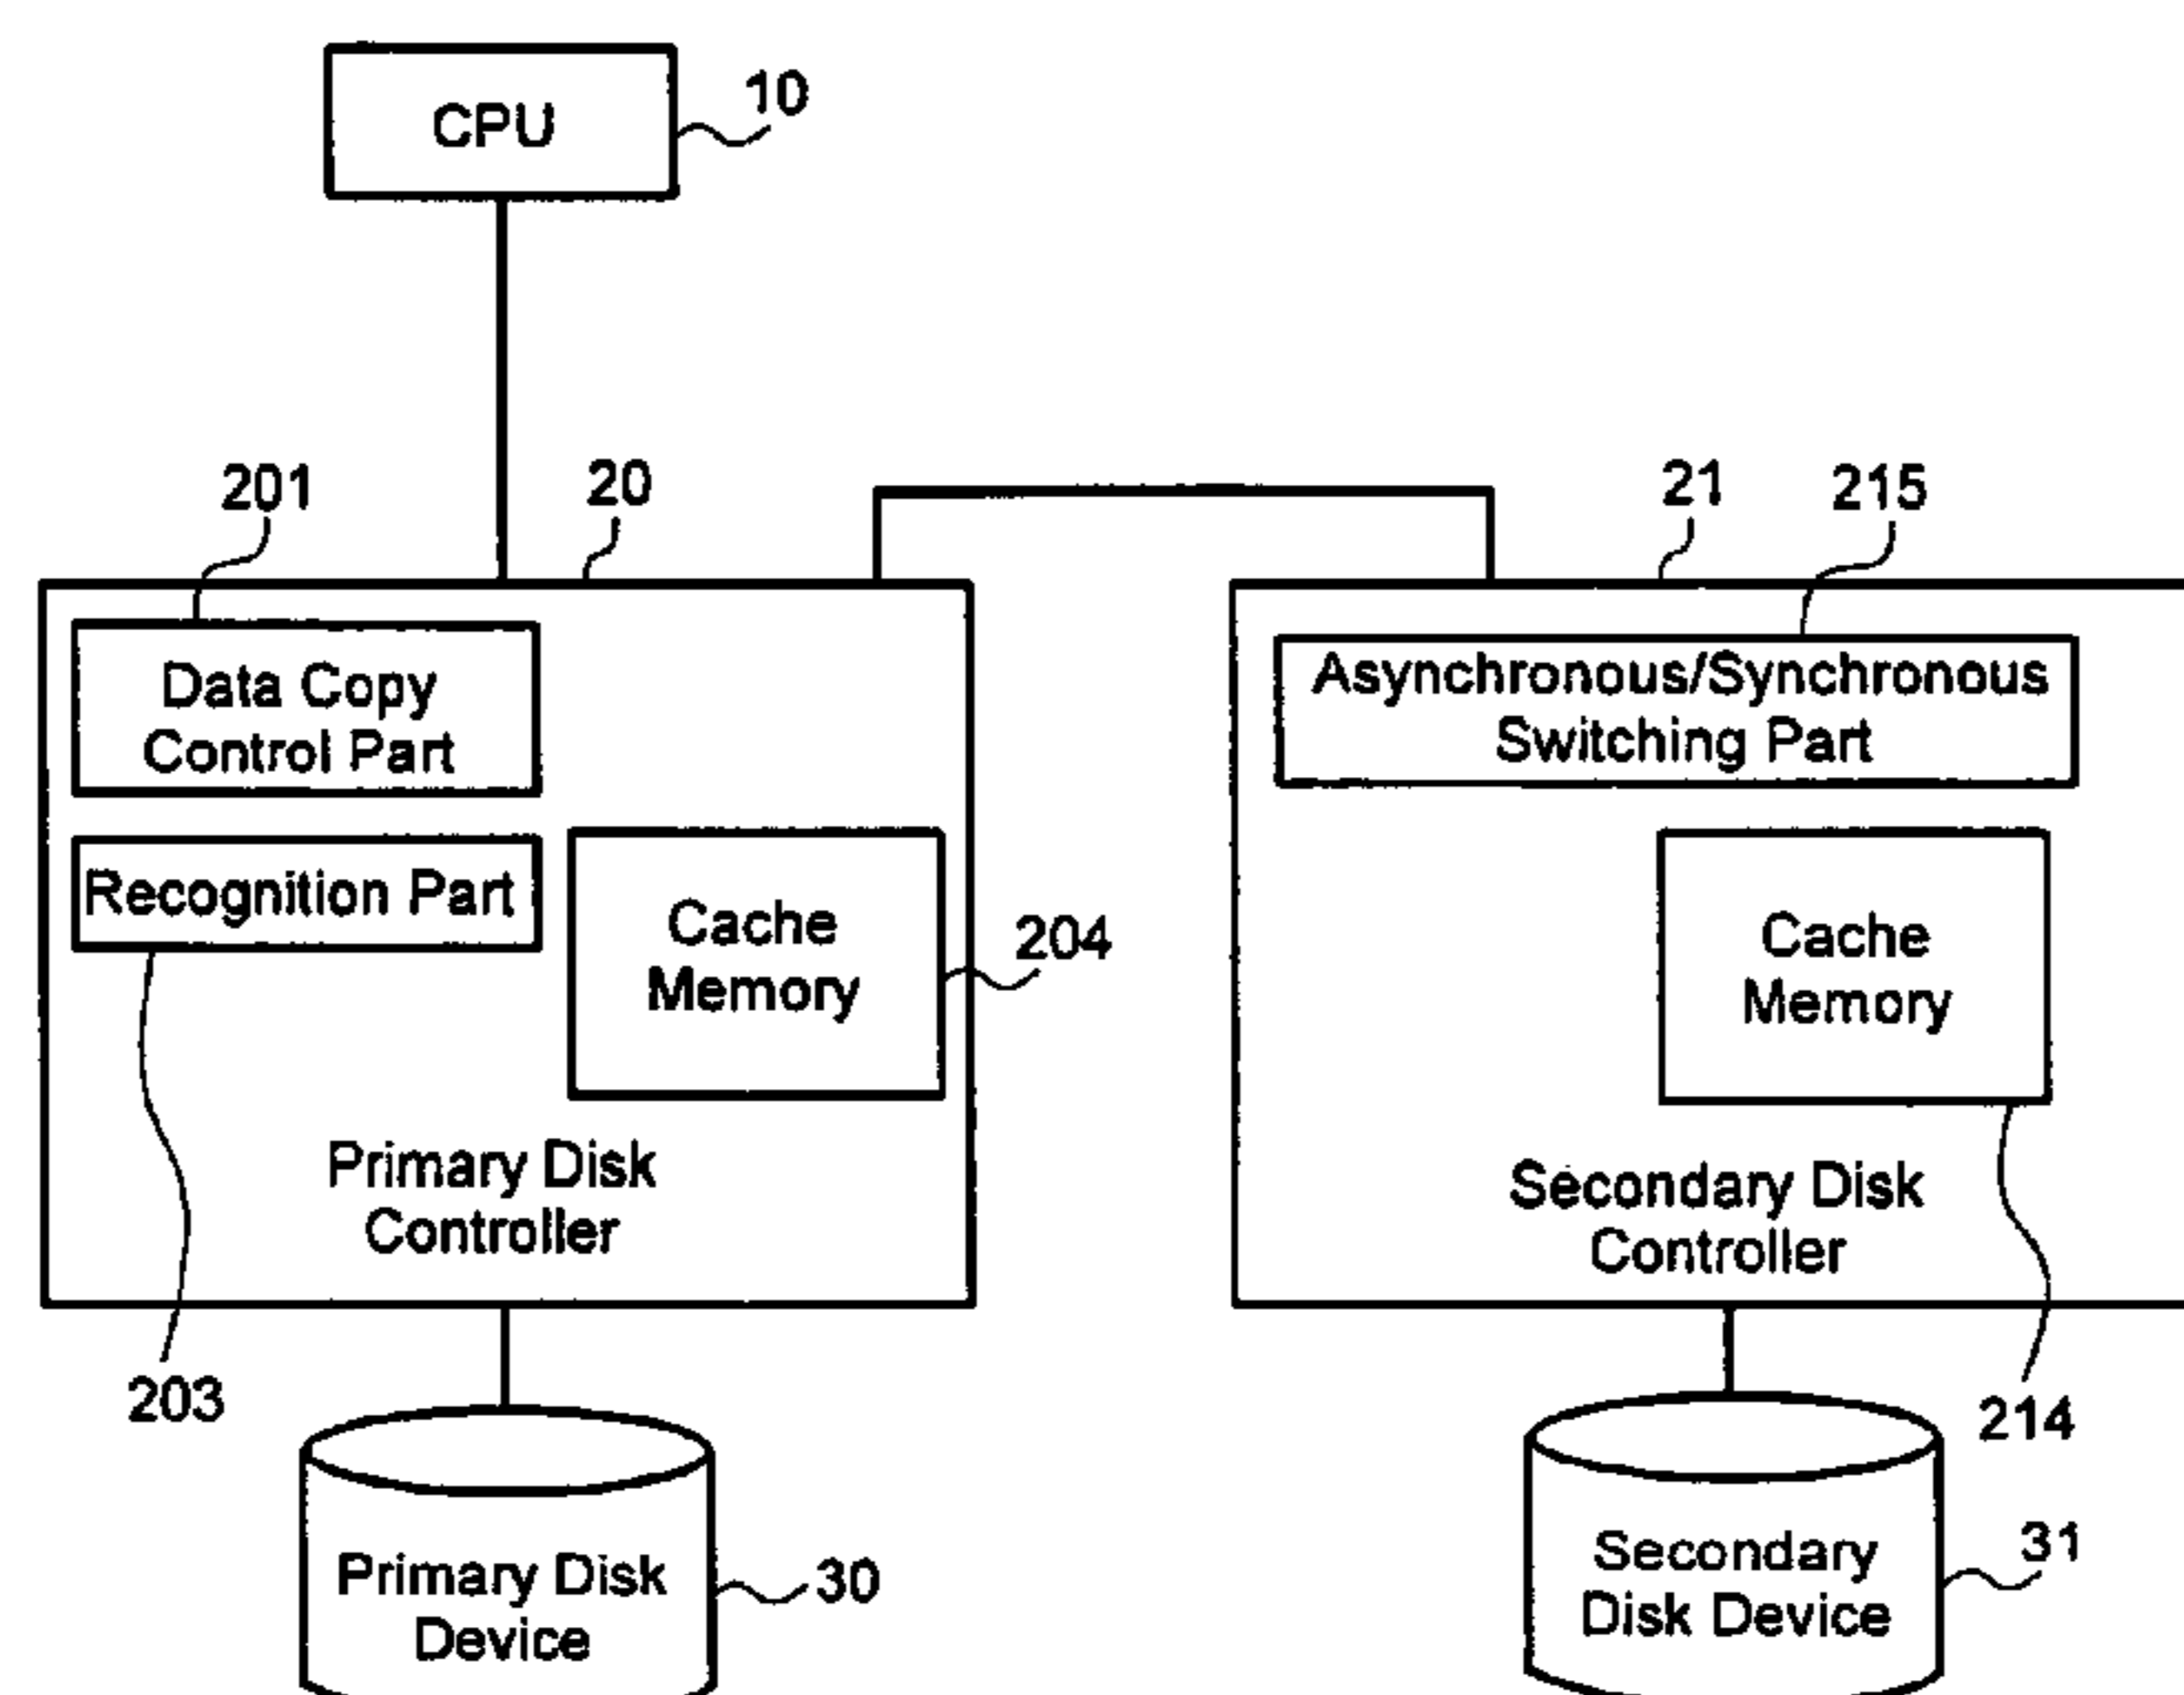 CPU
10
201
20
21
215
Data Copy
Control Part
Asynchronous/Synchronous
Switching Part
Recognition Part
Cache
Memory
204
Cache
Memory
Primary Disk
Controller
Secondary Disk
Controller
203
214
Primary Disk
Device
30
Secondary
Disk Device
31